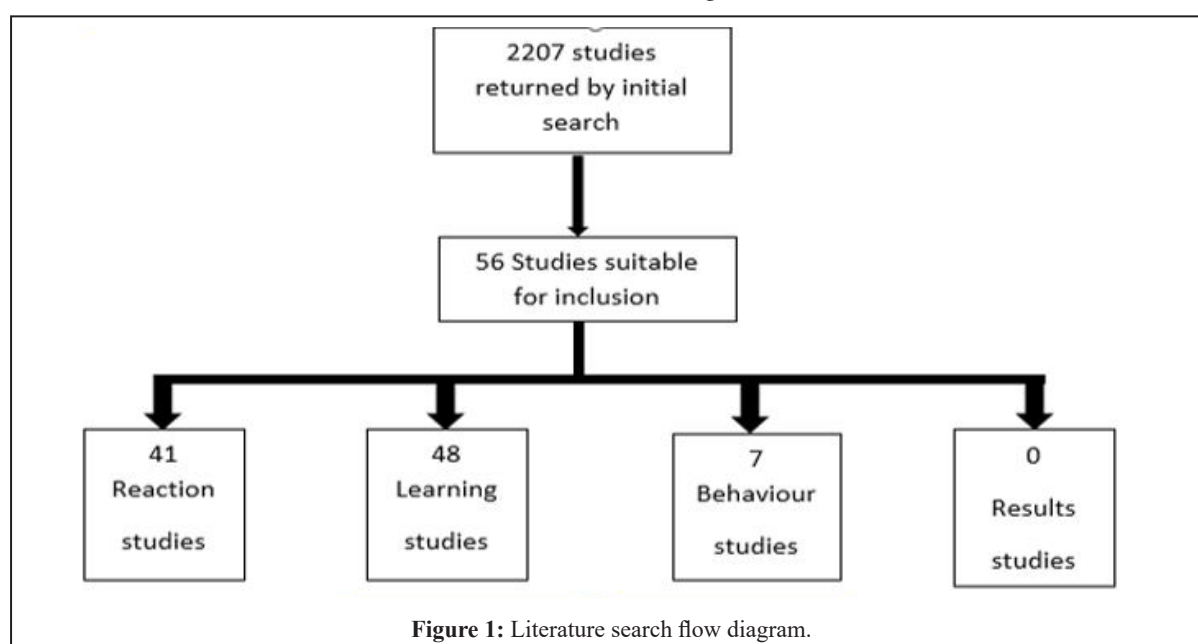 2207 studies
returned by initial
search
56 Studies suitable
for inclusion
41
Reaction
studies
48
Learning
studies
7
Behaviour
studies
0
Results
studies
Figure 1: Literature search flow diagram.